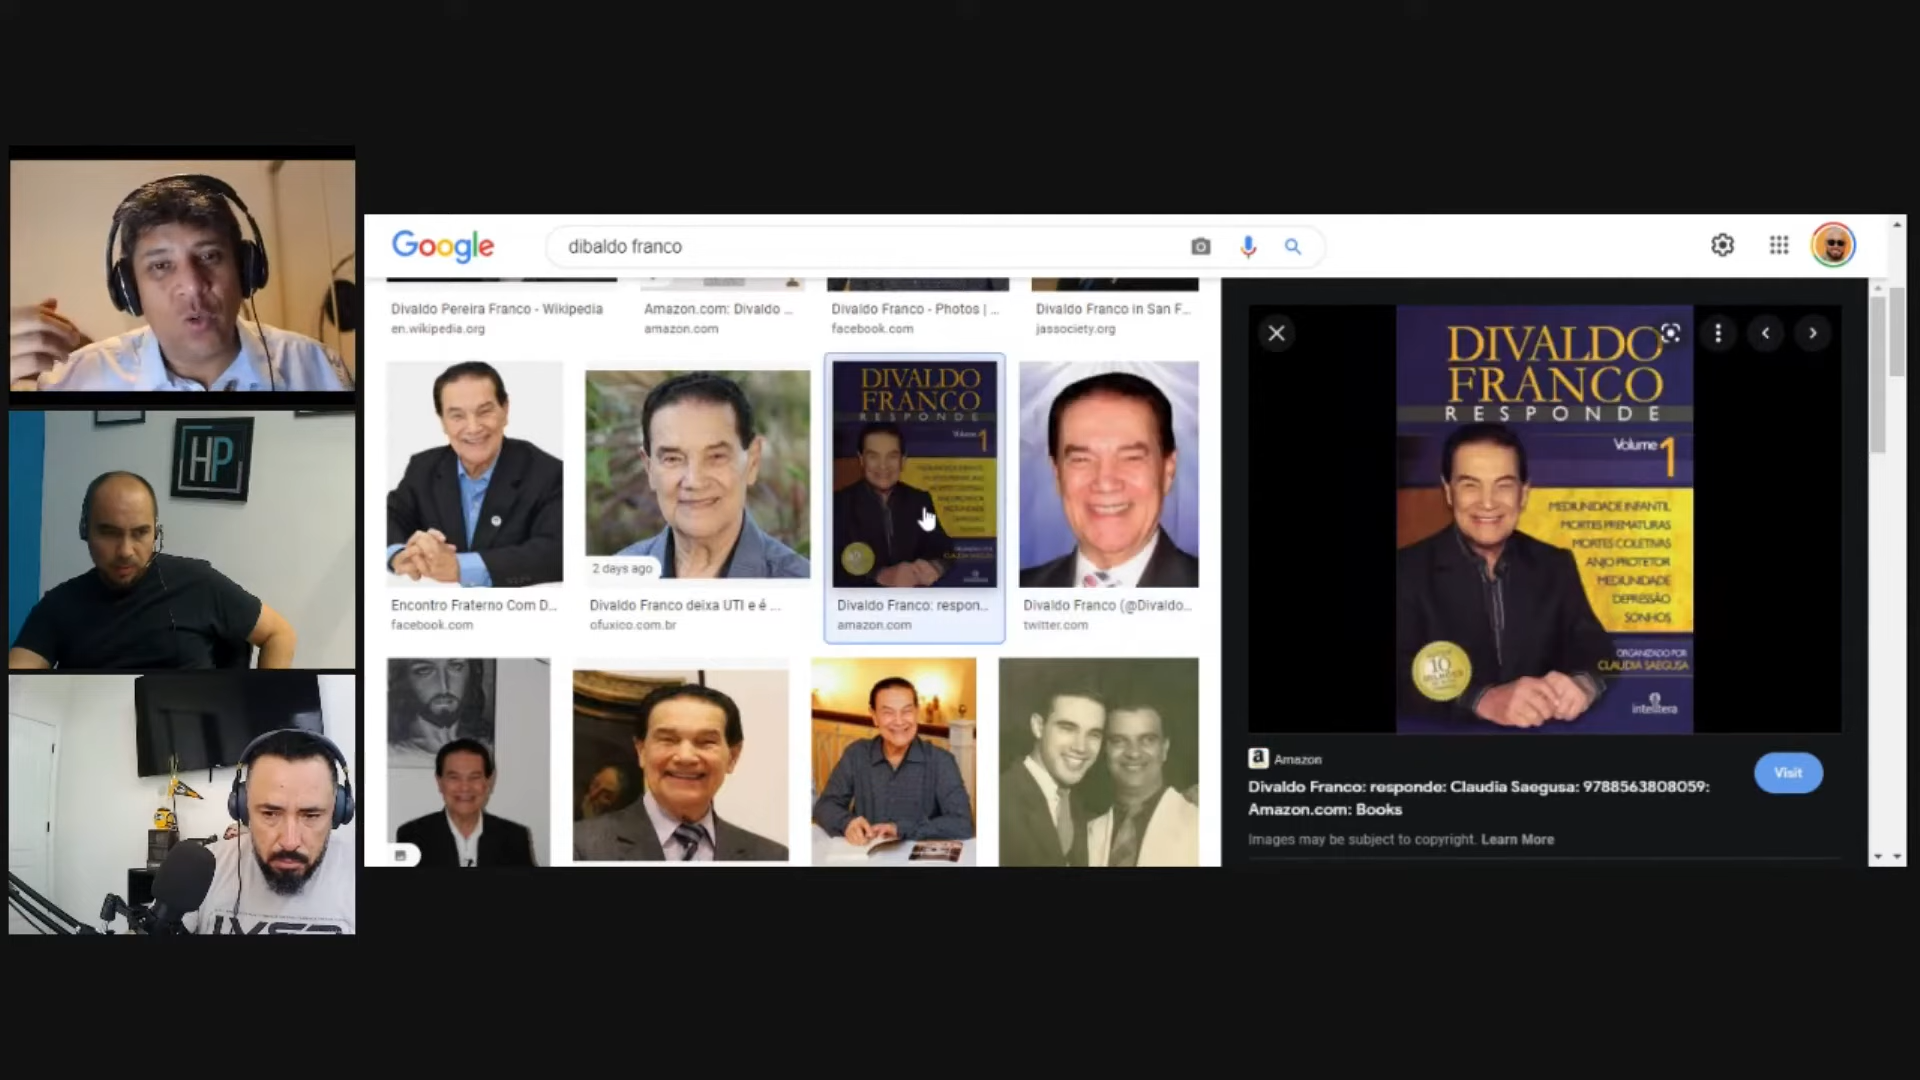 HP
Google
dibaldo franco
Divaldo Pereira Franco - Wikipedia
en.wikipedia.org
Amazon.com: Divaldo ...
amazon.com
Divaldo Franco - Photos | ...
facebook.com
Divaldo Franco in San F...
jassociety.org
2 days ago
DIVALDO
FRANCO
RESPONDE
Volume 1
Encontro Fraterno Com D...
facebook.com
Divaldo Franco deixa UTI e é ...
ofuxico.com.br
Divaldo Franco: respon...
amazon.com
Divaldo Franco (@Divaldo...
twitter.com
DIVALDO
FRANCO
RESPONDE
Volume 1
MEDIUNIDADE INFANTIL
MORTES PREMATURAS
MORTES COLETIVAS
ANJO PROTETOR
MEDIUNIDADE
DEPRESSÃO
SONHOS
ORGANIZADO POR
CLAUDIA SAEGUSA
10
intelítera
a Amazon
Visit
Divaldo Franco: responde: Claudia Saegusa: 9788563808059:
Amazon.com: Books
Images may be subject to copyright. Learn More